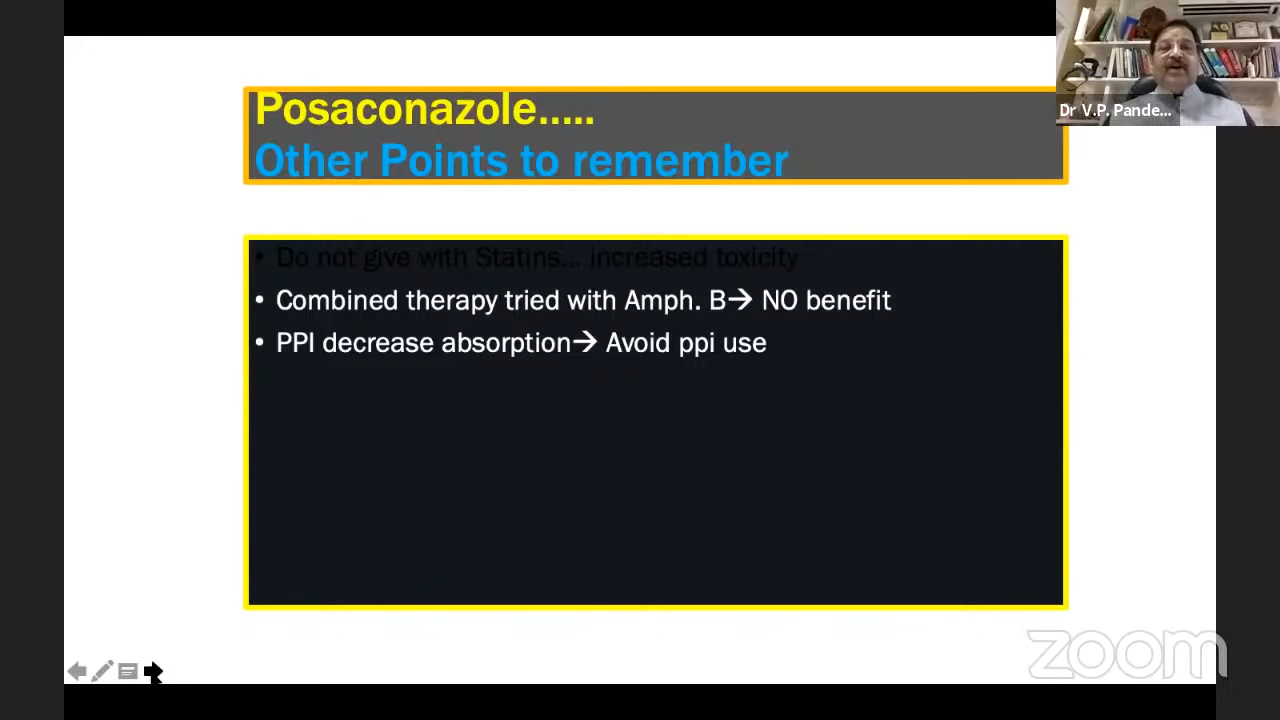 Posaconazole.....
Other Points to remember
Dr V.P. Pande...
• Do not give with Statins... increased toxicity
• Combined therapy tried with Amph. B→ NO benefit
• PPI decrease absorption→ Avoid ppi use
zoom